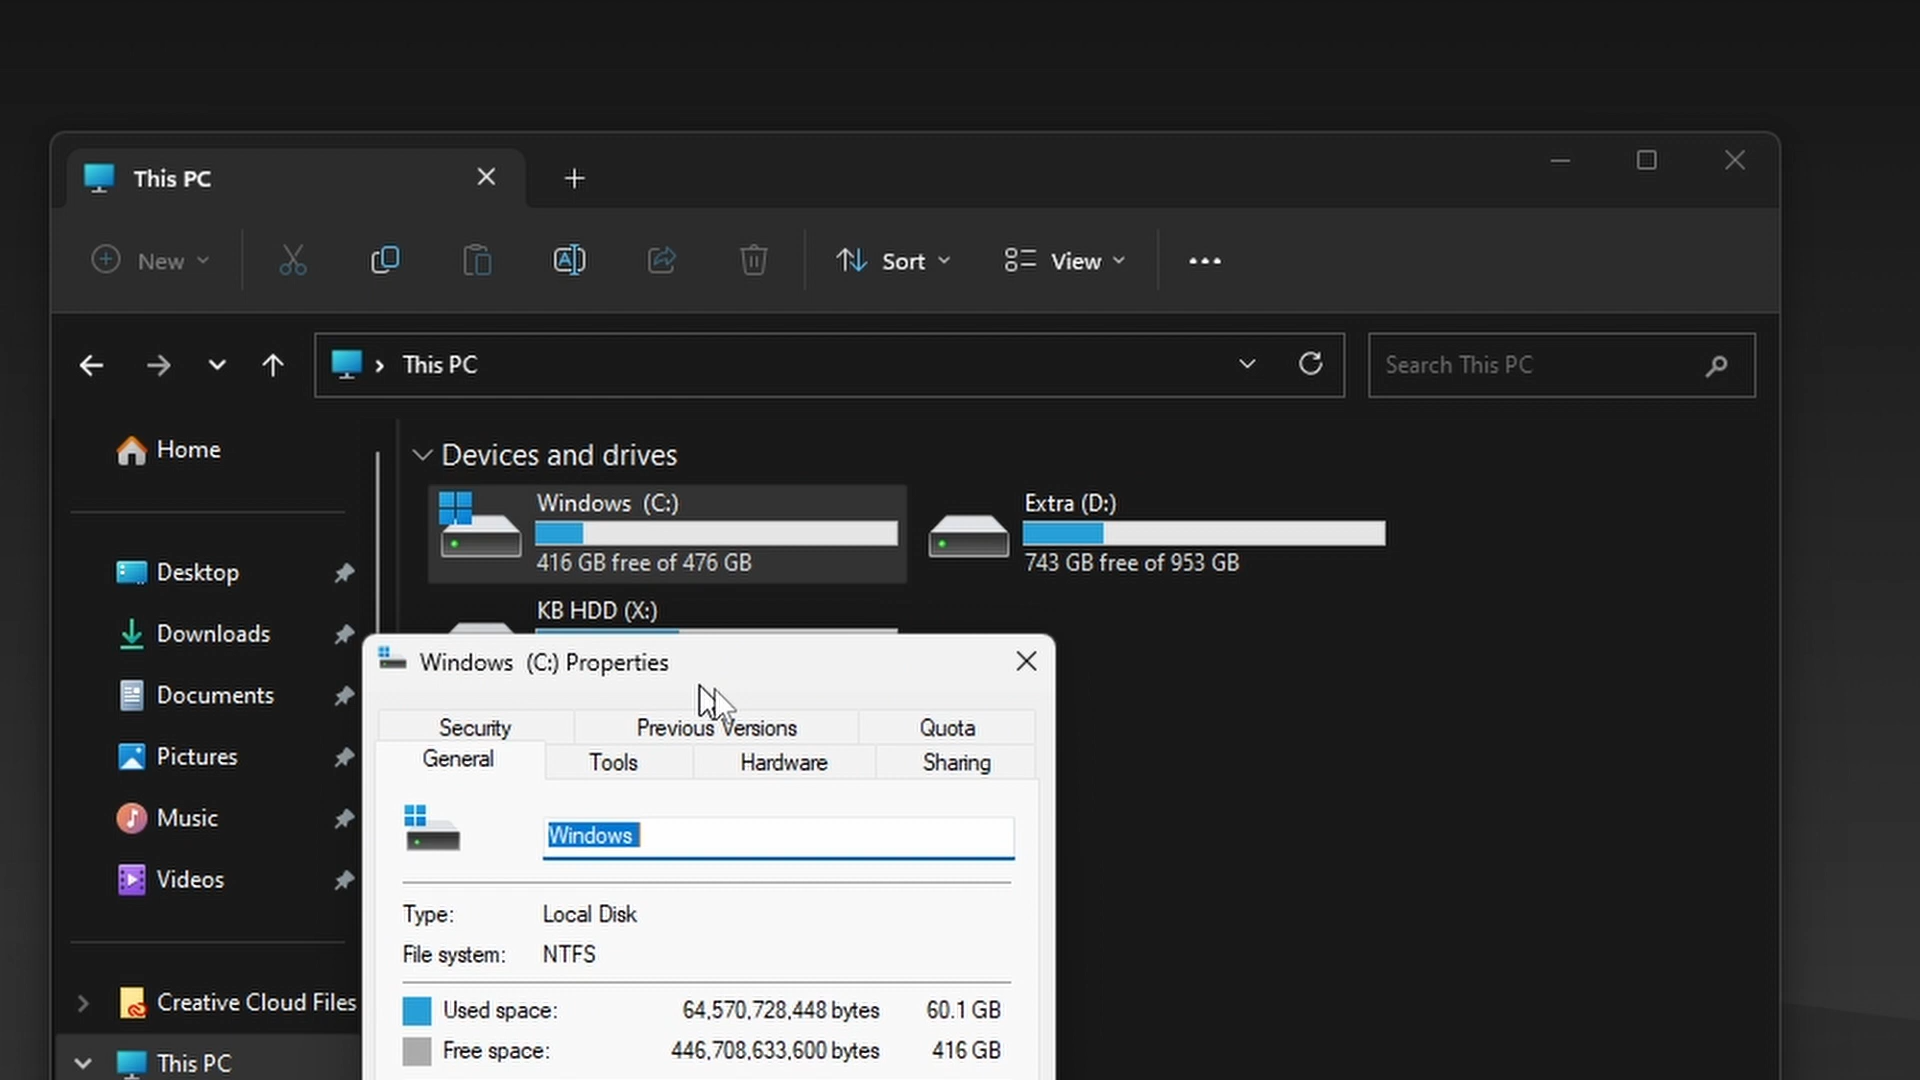 This PC
New
Sort
View
This PC
Search This PC
Home
Desktop
Downloads
Documents
Pictures
Music
Videos
Creative Cloud Files
This PC
Devices and drives
Windows (C:)
416 GB free of 476 GB
Extra (D:)
743 GB free of 953 GB
KB HDD (X:)
Windows (C:) Properties
Security Previous Versions Quota
General Tools Hardware Sharing
Windows
Type: Local Disk
File system: NTFS
Used space: 64,570,728,448 bytes 60.1 GB
Free space: 446,708,633,600 bytes 416 GB